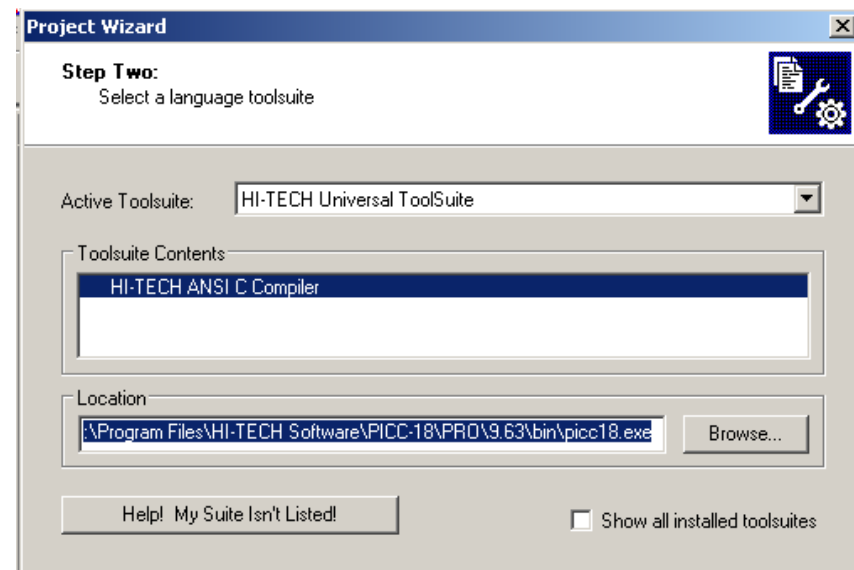 Project Wizard
Step Two:
Select a language toolsuite
Active Toolsuite: HI-TECH Universal ToolSuite
Toolsuite Contents
HI-TECH ANSI C Compiler
Location
:\Program Files\HI-TECH Software\PICC-18\PRO\9.63\bin\picc18.exe Browse...
Help! My Suite Isn't Listed! Show all installed toolsuites